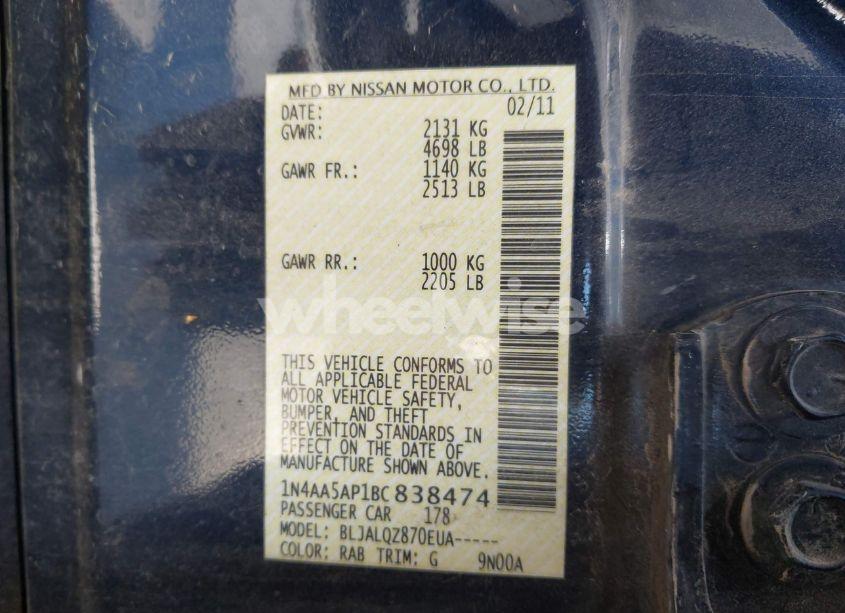 MFD BY NISSAN MOTOR CO., LTD.
DATE: 02/11
GVWR: 2131 KG
4698 LB
GAWR FR.: 1140 KG
2513 LB
GAWR RR.: 1000 KG
2205 LB
wheelwise
THIS VEHICLE CONFORMS TO
ALL APPLICABLE FEDERAL
MOTOR VEHICLE SAFETY,
BUMPER, AND THEFT
PREVENTION STANDARDS IN
EFFECT ON THE DATE OF
MANUFACTURE SHOWN ABOVE.
1N4AA5AP1BC838474
PASSENGER CAR 178
MODEL: BLJALQZ870EUA-----
COLOR: RAB TRIM: G 9N00A